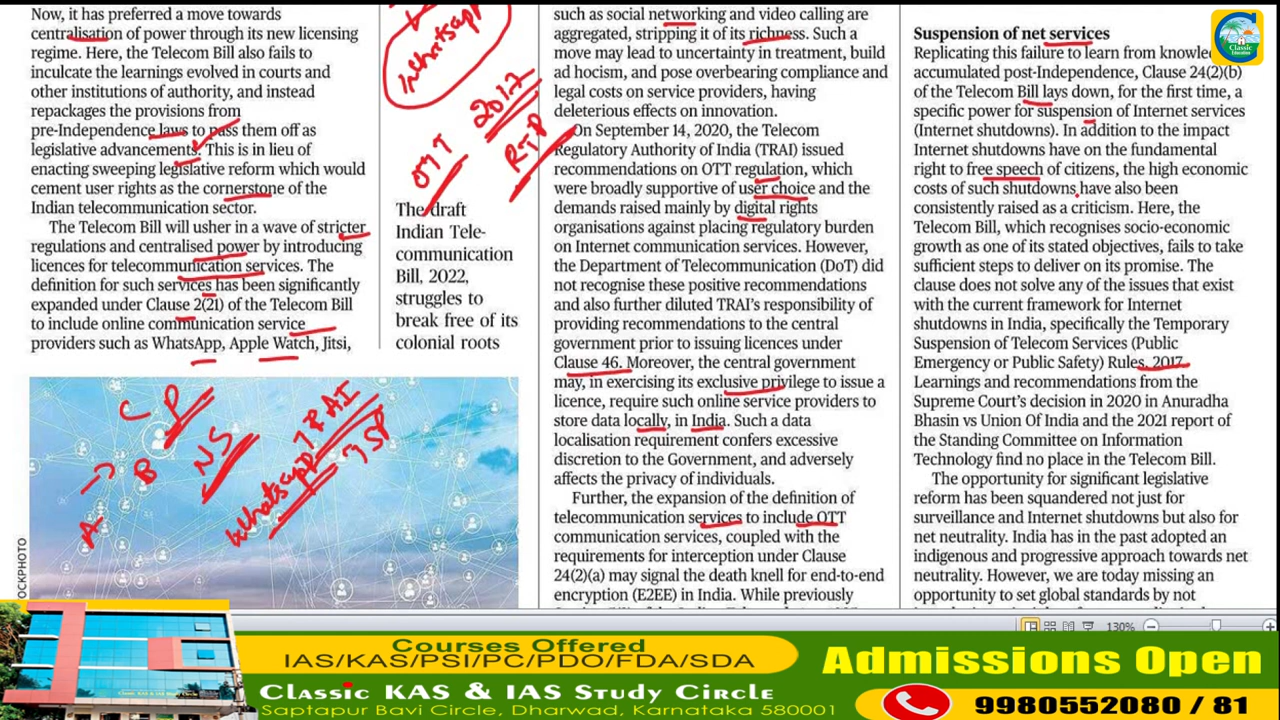 Now, it has preferred a move towards
centralisation of power through its new licensing
regime. Here, the Telecom Bill also fails to
inculcate the learnings evolved in courts and
other institutions of authority, and instead
repackages the provisions from
pre-Independence laws to pass them off as
legislative advancements. This is in lieu of
enacting sweeping legislative reform which would
cement user rights as the cornerstone of the
Indian telecommunication sector.
The Telecom Bill will usher in a wave of stricter
regulations and centralised power by introducing
licences for telecommunication services. The
definition for such services has been significantly
expanded under Clause 2(21) of the Telecom Bill
to include online communication service
providers such as WhatsApp, Apple Watch, Jitsi,
Whatsapp
OTT
2017
The draft
Indian Tele-
communication
Bill, 2022,
struggles to
break free of its
colonial roots
A
B
C
P
NS
Whatsapp
OCKPHOTO
such as social networking and video calling are
aggregated, stripping it of its richness. Such a
move may lead to uncertainty in treatment, build
ad hocism, and pose overbearing compliance and
legal costs on service providers, having
deleterious effects on innovation.
On September 14, 2020, the Telecom
Regulatory Authority of India (TRAI) issued
recommendations on OTT regulation, which
were broadly supportive of user choice and the
demands raised mainly by digital rights
organisations against placing regulatory burden
on Internet communication services. However,
the Department of Telecommunication (DoT) did
not recognise these positive recommendations
and also further diluted TRAI's responsibility of
providing recommendations to the central
government prior to issuing licences under
Clause 46. Moreover, the central government
may, in exercising its exclusive privilege to issue a
licence, require such online service providers to
store data locally, in India. Such a data
localisation requirement confers excessive
discretion to the Government, and adversely
affects the privacy of individuals.
Further, the expansion of the definition of
telecommunication services to include OTT
communication services, coupled with the
requirements for interception under Clause
24(2)(a) may signal the death knell for end-to-end
encryption (E2EE) in India. While previously
Suspension of net services
Replicating this failure to learn from
accumulated post-Independence, Clause 24(2)(b)
of the Telecom Bill lays down, for the first time, a
specific power for suspension of Internet services
(Internet shutdowns). In addition to the impact
Internet shutdowns have on the fundamental
right to free speech of citizens, the high economic
costs of such shutdowns have also been
consistently raised as a criticism. Here, the
Telecom Bill, which recognises socio-economic
growth as one of its stated objectives, fails to take
sufficient steps to deliver on its promise. The
clause does not solve any of the issues that exist
with the current framework for Internet
shutdowns in India, specifically the Temporary
Suspension of Telecom Services (Public
Emergency or Public Safety) Rules, 2017.
Learnings and recommendations from the
Supreme Court's decision in 2020 in Anuradha
Bhasin vs Union Of India and the 2021 report of
the Standing Committee on Information
Technology find no place in the Telecom Bill.
The opportunity for significant legislative
reform has been squandered not just for
surveillance and Internet shutdowns but also for
net neutrality. India has in the past adopted an
indigenous and progressive approach towards net
neutrality. However, we are today missing an
opportunity to set global standards by not
Classic
Education
130%
Courses Offered
IAS/KAS/PSI/PC/PDO/FDA/SDA
Classic KAS & IAS Study Circle
Saptapur Bavi Circle, Dharwad, Karnataka 580001
Admissions Open
9980552080 / 81